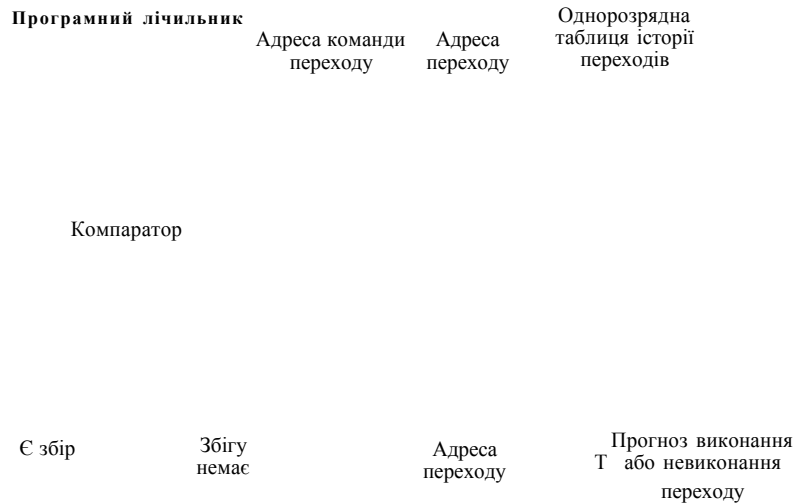 Програмний лічильник
Адреса команди
переходу
Адреса
переходу
Однорозрядна
таблиця історії
переходів
Компаратор
Є збір
Збігу
немає
Адреса
переходу
Прогноз виконання
Т або невиконання
переходу